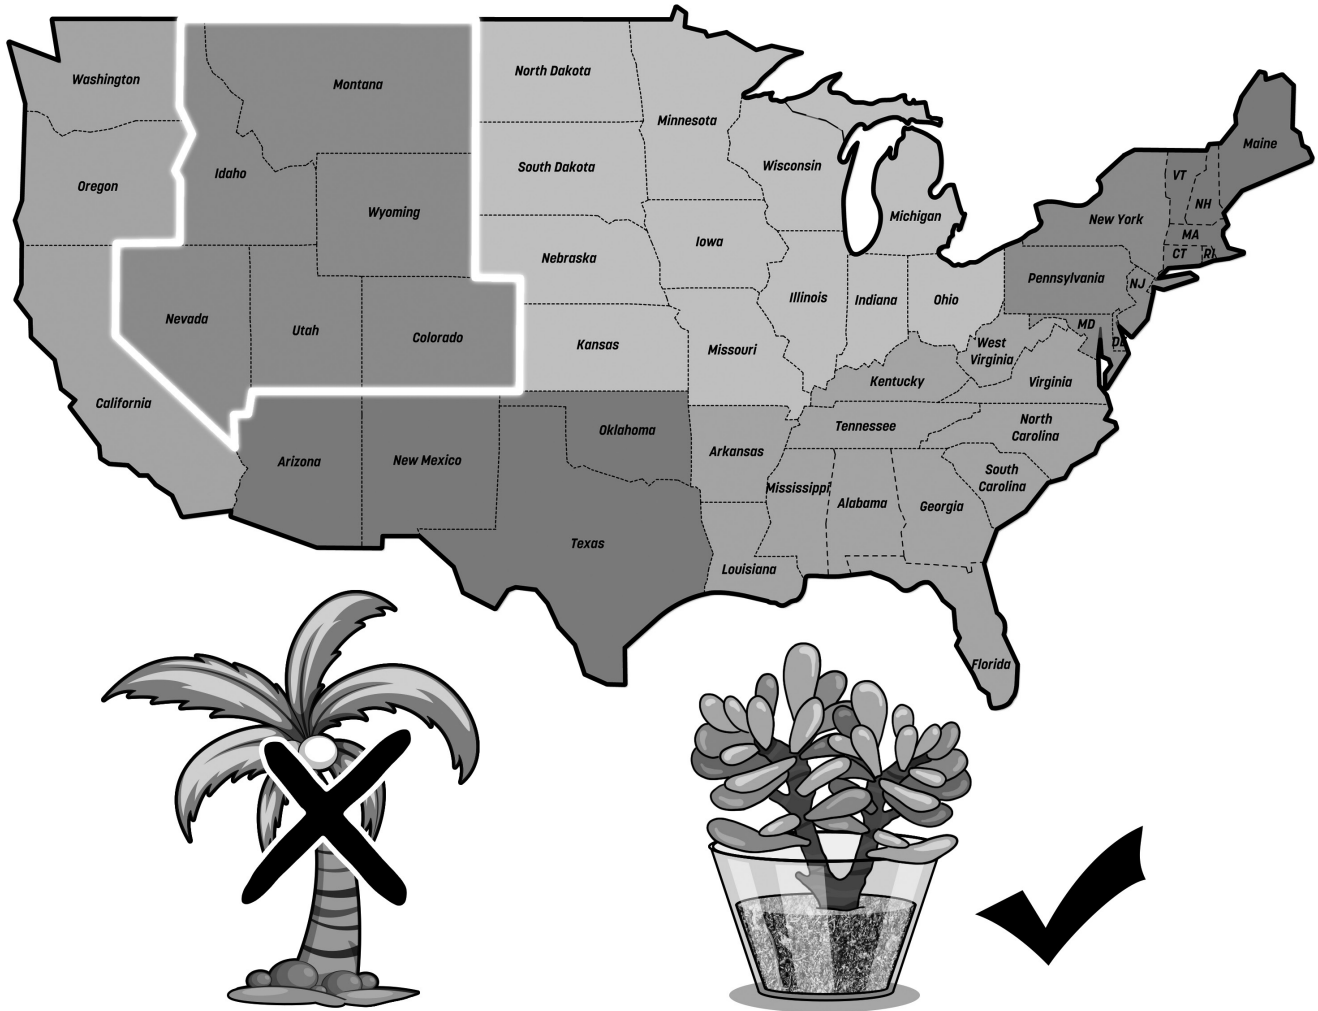 Washington
Montana
North Dakota
Minnesota
Maine
Oregon
Idaho
South Dakota
Wisconsin
VT
NH
Wyoming
Michigan
New York
MA
Iowa
CT
RI
Nebraska
Pennsylvania
NJ
Nevada
Utah
Colorado
Kansas
Missouri
Illinois
Indiana
Ohio
MD
DE
West
Virginia
Kentucky
Virginia
California
Arizona
New Mexico
Oklahoma
Arkansas
Tennessee
North
Carolina
South
Carolina
Mississippi
Alabama
Georgia
Texas
Louisiana
Florida